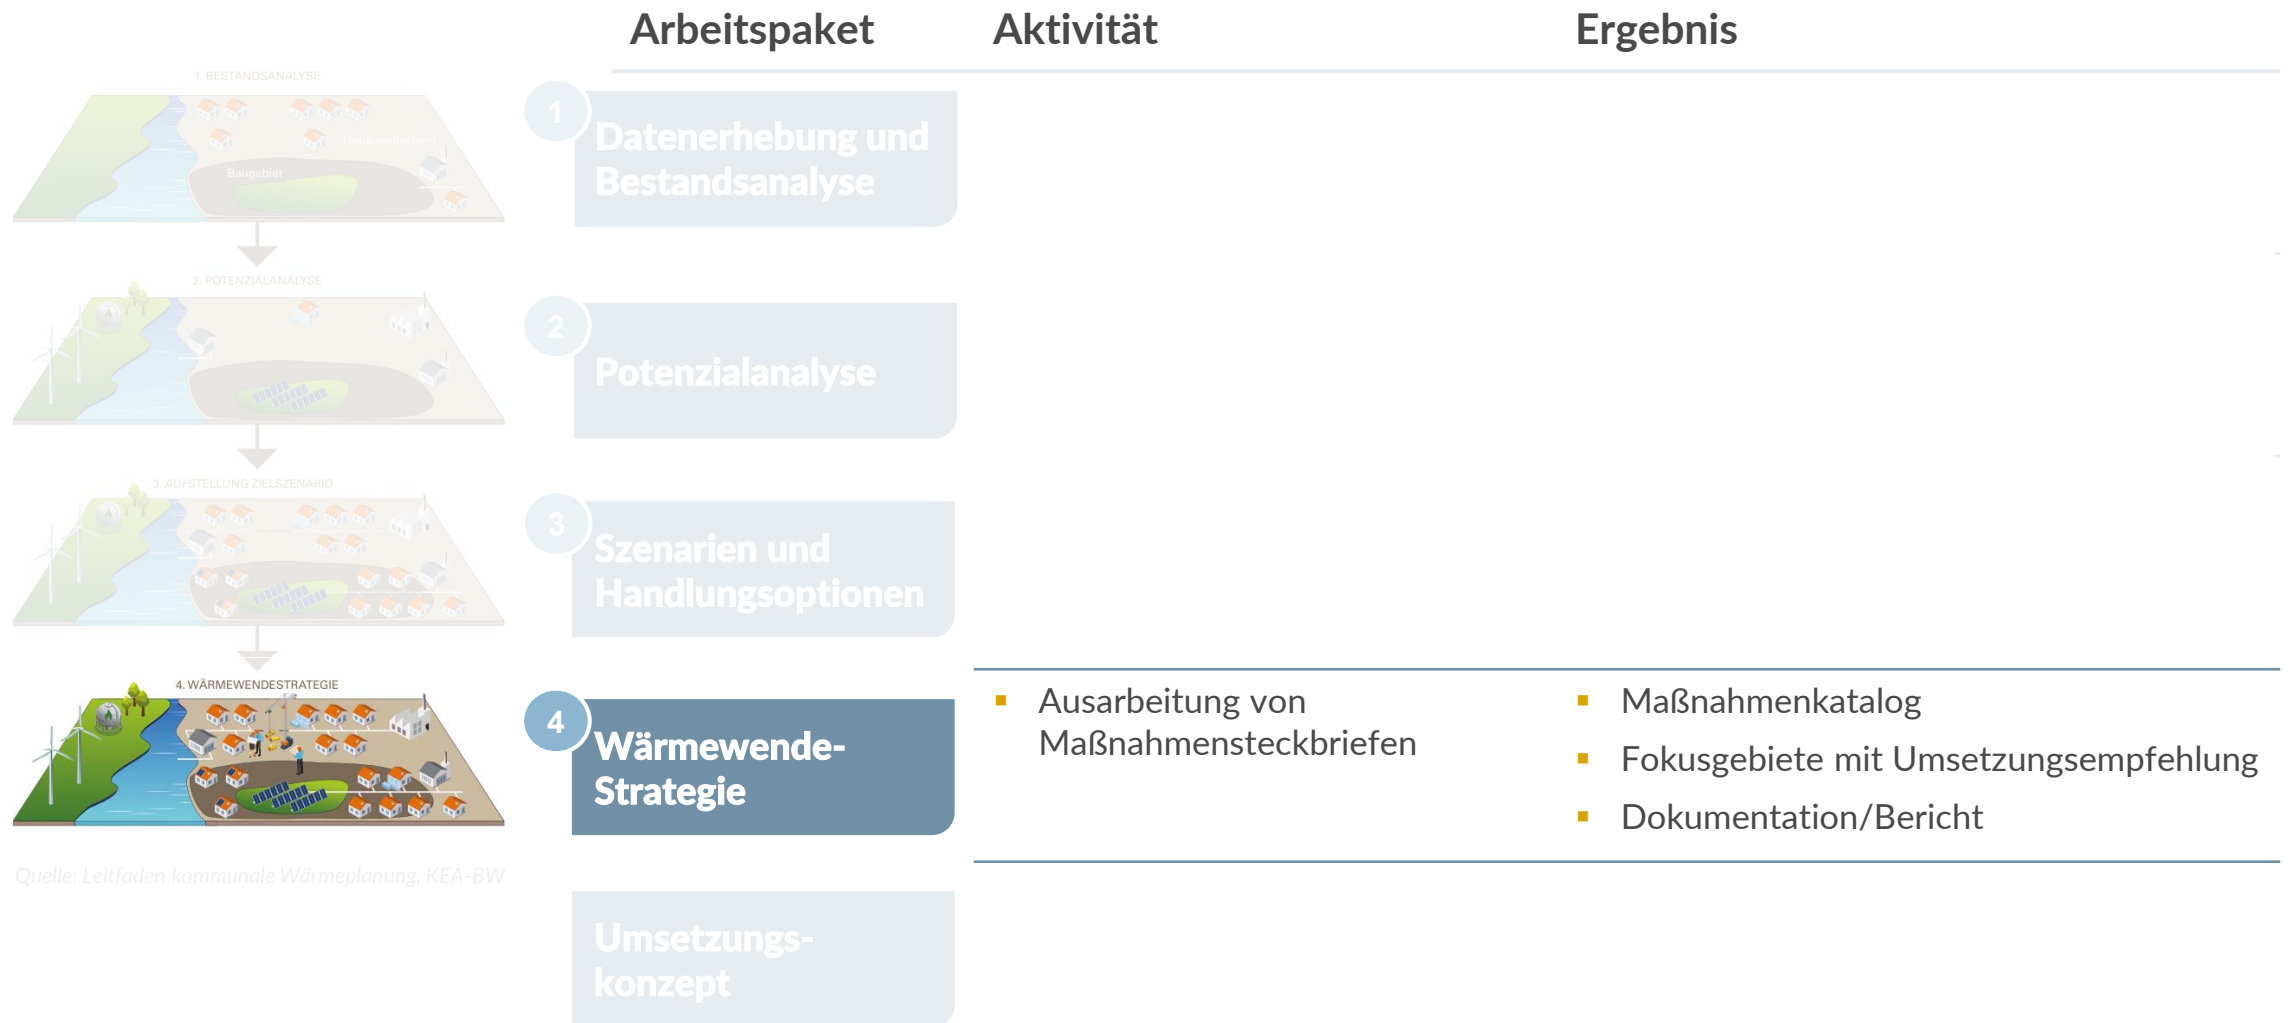 Arbeitspaket
Aktivität
Ergebnis
1. BESTANDSANALYSE
Gebäudebestand
Baugebiet
1
Datenerhebung und
Bestandsanalyse
2. POTENZIALANALYSE
2
Potenzialanalyse
3. AUFSTELLUNG ZIELSZENARIO
3
Szenarien und
Handlungsoptionen
4. WÄRMEWENDESTRATEGIE
4
Wärmewende-
Strategie
▪ Ausarbeitung von
Maßnahmensteckbriefen
▪ Maßnahmenkatalog
▪ Fokusgebiete mit Umsetzungsempfehlung
▪ Dokumentation/Bericht
Quelle: Leitfaden kommunale Wärmeplanung, KEA-BW
Umsetzungs-
konzept